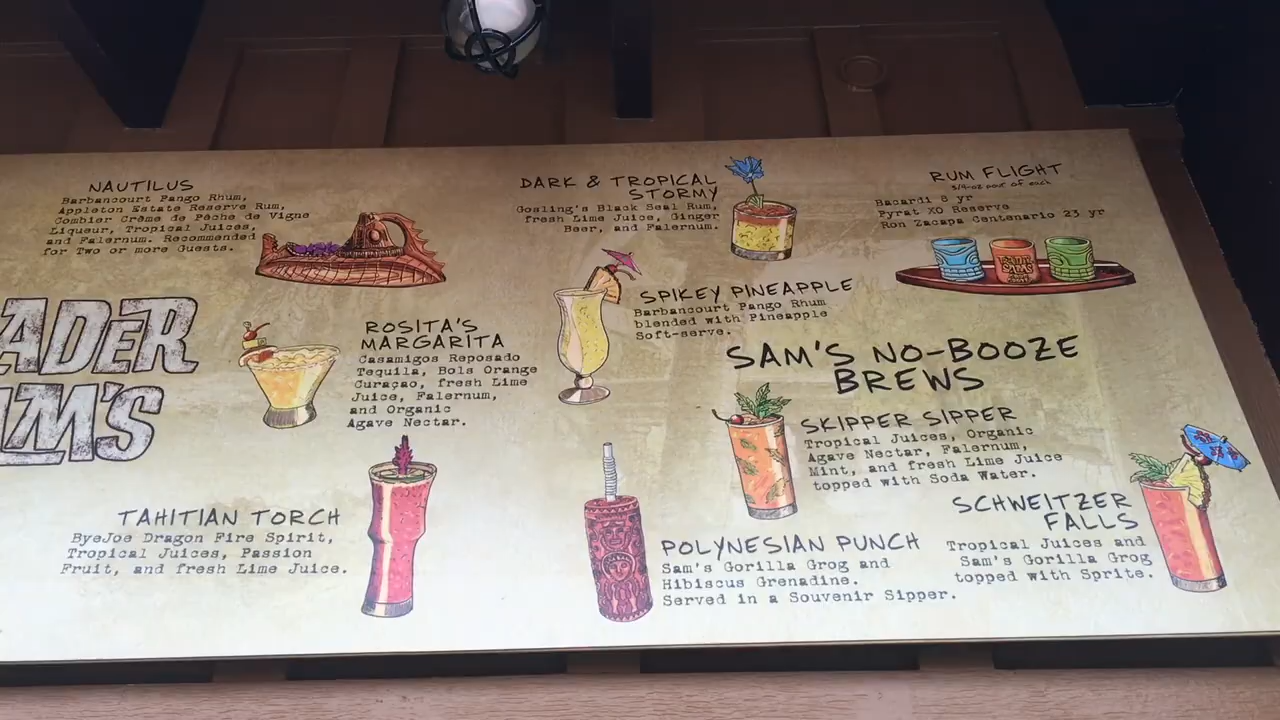 NAUTILUS
Barbancourt Pango Rhum,
Appleton Estate Reserve Rum,
Combier Crème de Pêche de Vigne
Liqueur, Tropical Juices,
and Falernum. Recommended
for Two or more Guests.
DARK & TROPICAL
STORMY
Gosling's Black Seal Rum,
fresh Lime Juice, Ginger
Beer, and Falernum.
RUM FLIGHT
3/4-oz pour of each
Bacardi 8 yr
Pyrat XO Reserve
Ron Zacapa Centenario 23 yr
SPIKEY PINEAPPLE
Barbancourt Pango Rhum
blended with Pineapple
Soft-serve.
ADER
AM'S
ROSITA'S
MARGARITA
Casamigos Reposado
Tequila, Bols Orange
Curaçao, fresh Lime
Juice, Falernum,
and Organic
Agave Nectar.
SAM'S NO-BOOZE
BREWS
SKIPPER SIPPER
Tropical Juices, Organic
Agave Nectar, Falernum,
Mint, and fresh Lime Juice
topped with Soda Water.
TAHITIAN TORCH
ByeJoe Dragon Fire Spirit,
Tropical Juices, Passion
Fruit, and fresh Lime Juice.
POLYNESIAN PUNCH
Sam's Gorilla Grog and
Hibiscus Grenadine.
Served in a Souvenir Sipper.
SCHWEITZER
FALLS
Tropical Juices and
Sam's Gorilla Grog
topped with Sprite.